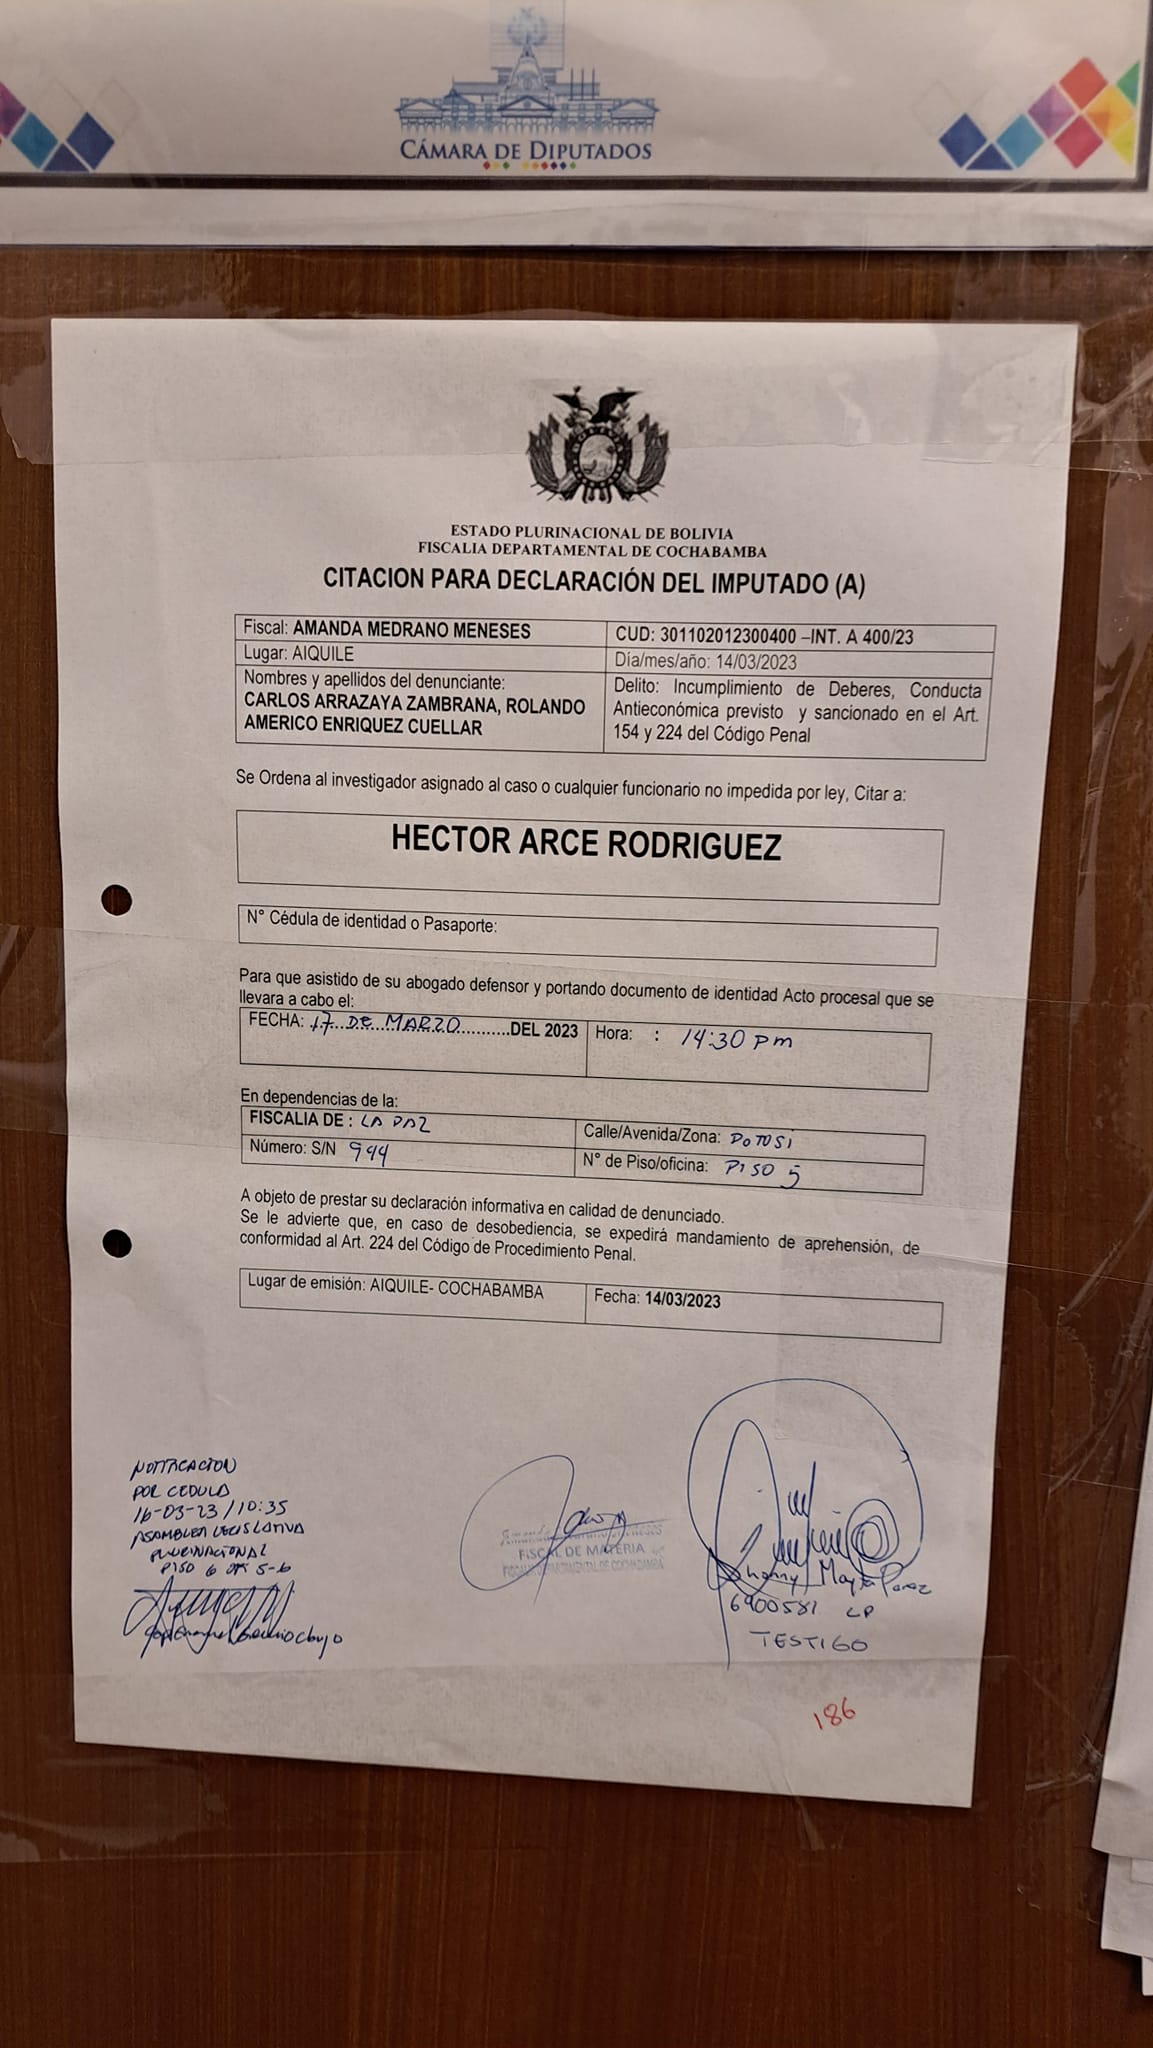 CÁMARA DE DIPUTADOS
ESTADO PLURINACIONAL DE BOLIVIA
FISCALIA DEPARTAMENTAL DE COCHABAMBA
CITACION PARA DECLARACIÓN DEL IMPUTADO (A)
Fiscal: AMANDA MEDRANO MENESES
CUD: 301102012300400 –INT. A 400/23
Lugar: AIQUILE
Día/mes/año: 14/03/2023
Nombres y apellidos del denunciante:
CARLOS ARRAZAYA ZAMBRANA, ROLANDO
AMERICO ENRIQUEZ CUELLAR
Delito: Incumplimiento de Deberes, Conducta
Antieconómica previsto y sancionado en el Art.
154 y 224 del Código Penal
Se Ordena al investigador asignado al caso o cualquier funcionario no impedida por ley, Citar a:
HECTOR ARCE RODRIGUEZ
N° Cédula de identidad o Pasaporte:
Para que asistido de su abogado defensor y portando documento de identidad Acto procesal que se
llevara a cabo el:
FECHA: 17 DE MARZO..........DEL 2023
Hora: : 14:30 pm
En dependencias de la:
FISCALIA DE : LA PAZ
Calle/Avenida/Zona: POTOSI
Número: S/N 944
N° de Piso/oficina: PISO 5
A objeto de prestar su declaración informativa en calidad de denunciado.
Se le advierte que, en caso de desobediencia, se expedirá mandamiento de aprehensión, de
conformidad al Art. 224 del Código de Procedimiento Penal.
Lugar de emisión: AIQUILE- COCHABAMBA
Fecha: 14/03/2023
NOTIFICACION
POR CEDULA
16-03-23 / 10:35
ASAMBLEA LEGISLATIVA
PLURINACIONAL
PISO 6 5-6
FISCAL DE MATERIA
FISCALIA DEPARTAMENTAL DE COCHABAMBA
6900581 LP
TESTIGO
186